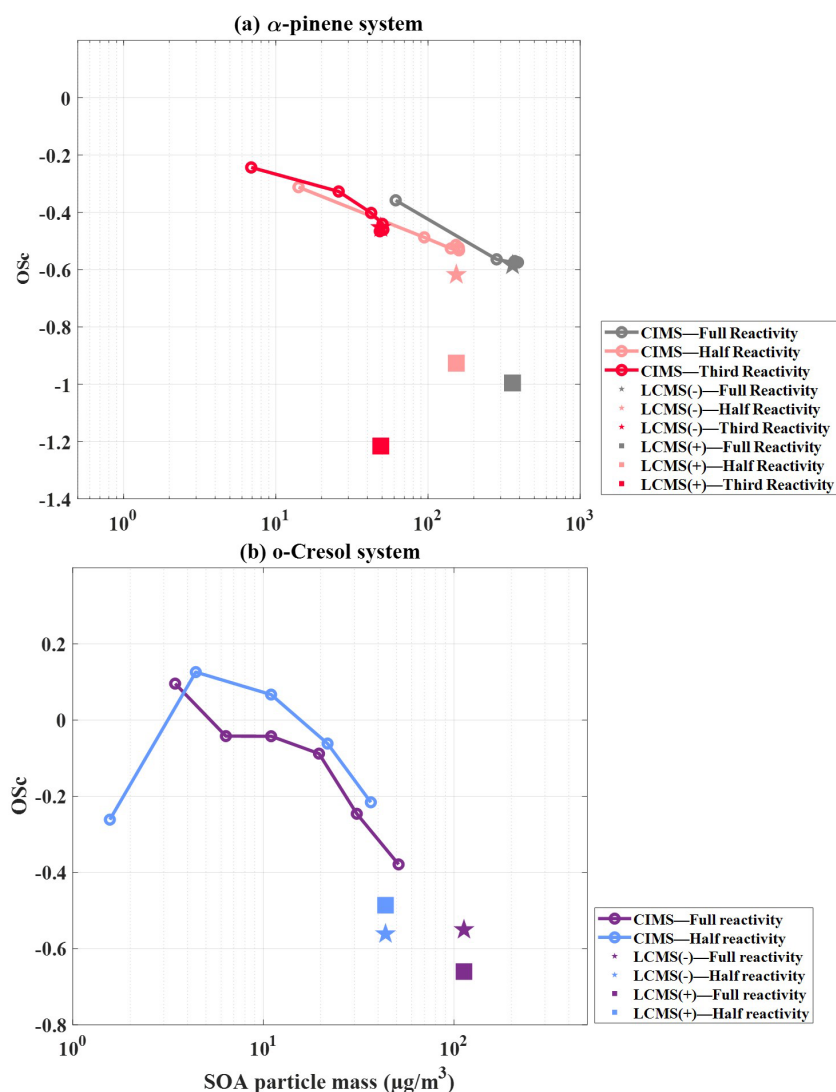 (a) α-pinene system
0
-0.2
-0.4
-0.6
-0.8
-1
-1.2
-1.4
OSc
10^0
10^1
10^2
10^3
CIMS—Full Reactivity
CIMS—Half Reactivity
CIMS—Third Reactivity
LCMS(-)—Full Reactivity
LCMS(-)—Half Reactivity
LCMS(-)—Third Reactivity
LCMS(+)—Full Reactivity
LCMS(+)—Half Reactivity
LCMS(+)—Third Reactivity
(b) o-Cresol system
0.2
0
-0.2
-0.4
-0.6
-0.8
OSc
10^0
10^1
10^2
SOA particle mass (μg/m^3)
CIMS—Full reactivity
CIMS—Half reactivity
LCMS(-)—Full reactivity
LCMS(-)—Half reactivity
LCMS(+)—Full reactivity
LCMS(+)—Half reactivity